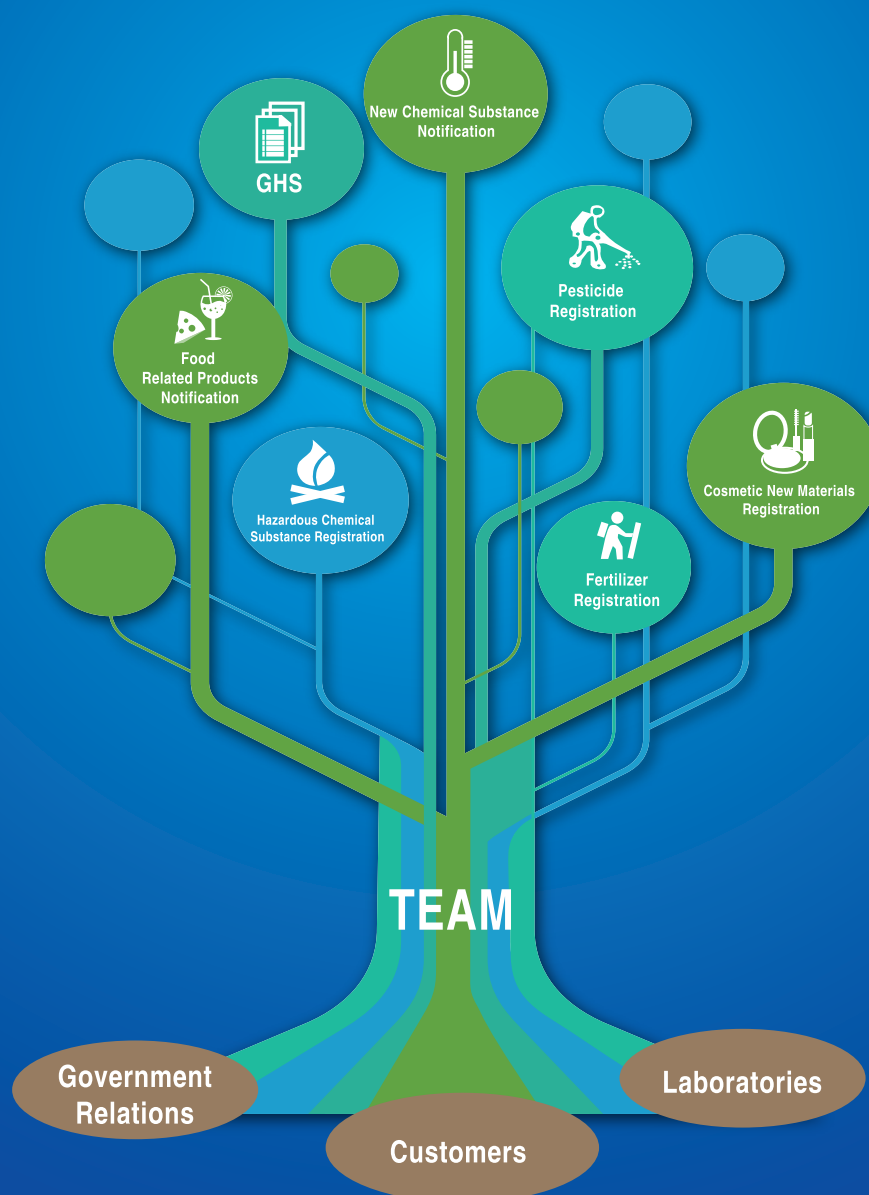 New Chemical Substance
Notification
GHS
Pesticide
Registration
Food
Related Products
Notification
Hazardous Chemical
Substance Registration
Cosmetic New Materials
Registration
Fertilizer
Registration
TEAM
Government
Relations
Laboratories
Customers